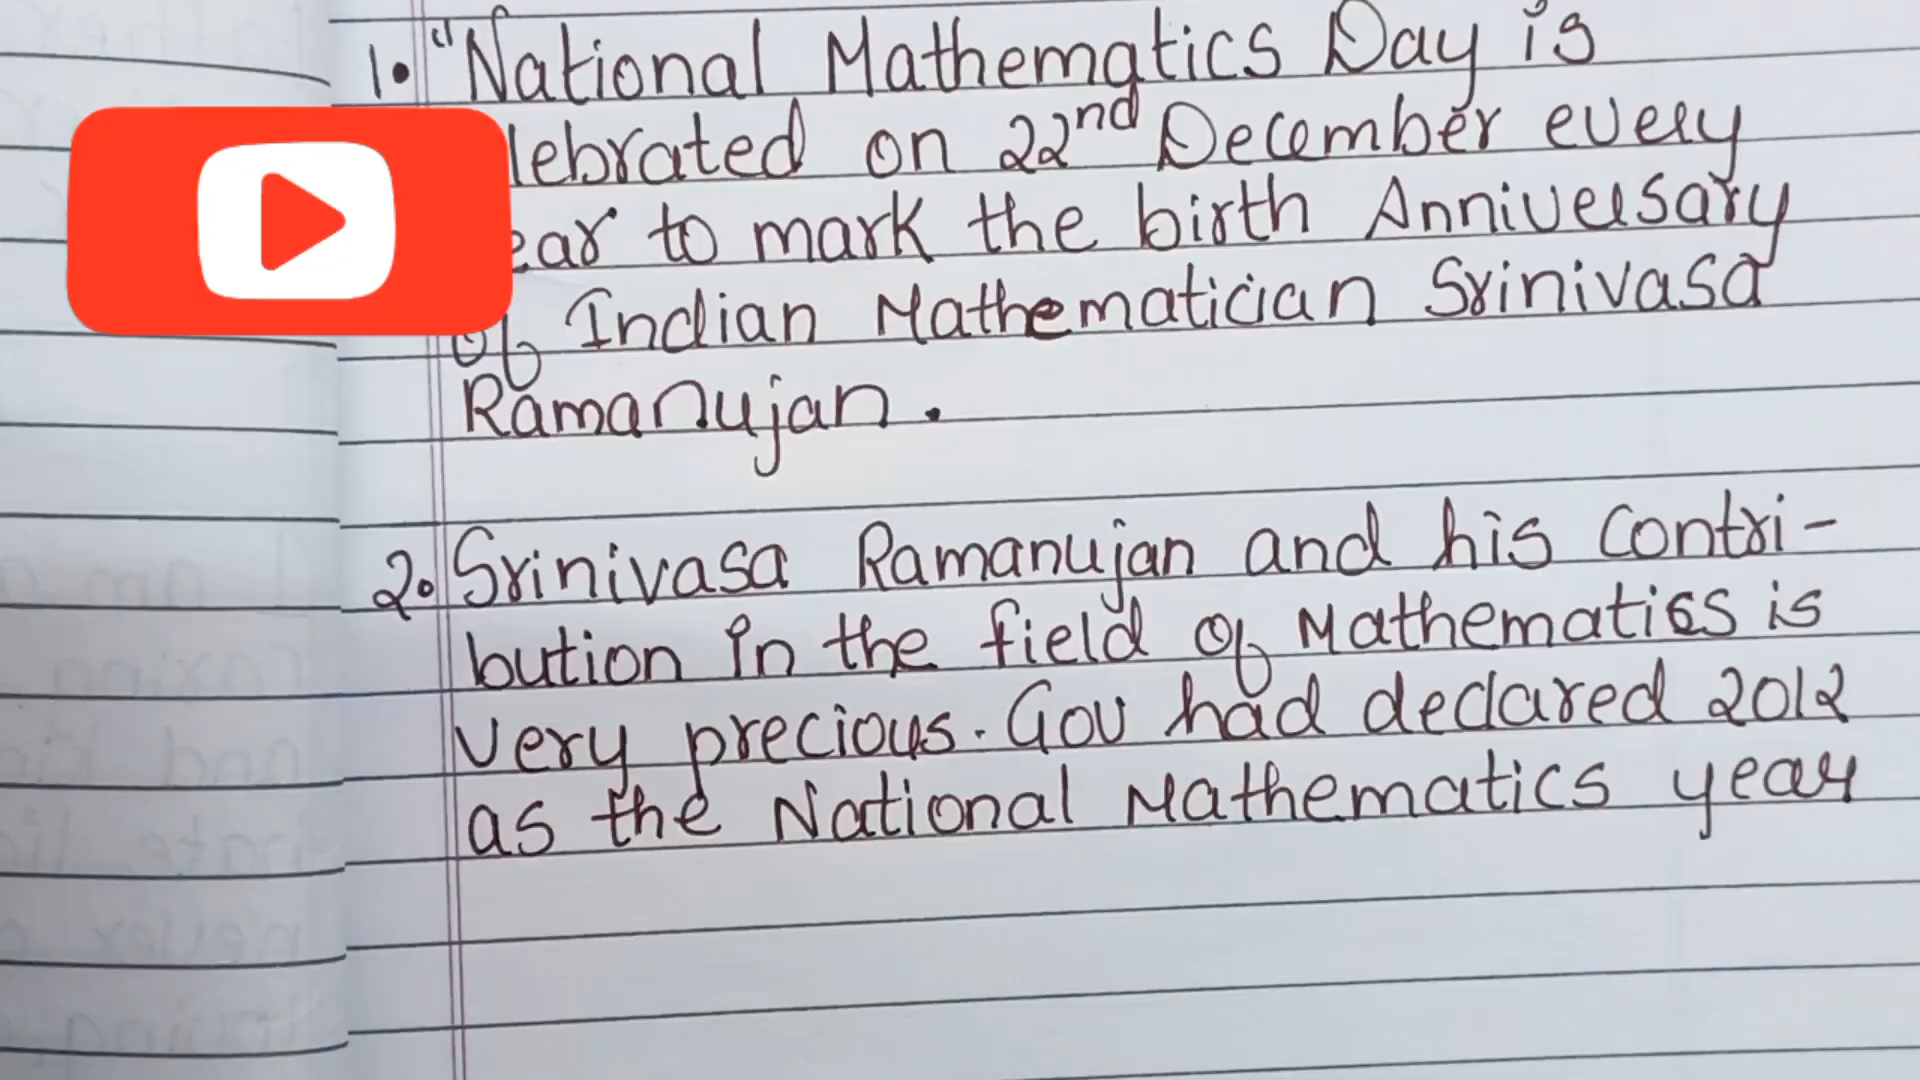 1. "National Mathematics Day is
lebrated on 22nd December every
ear to mark the birth Anniversary
of Indian Mathematician Srinivasa
Ramanujan.
2. Srinivasa Ramanujan and his contri-
bution in the field of Mathematics is
very precious. Gov had declared 2012
as the National Mathematics year